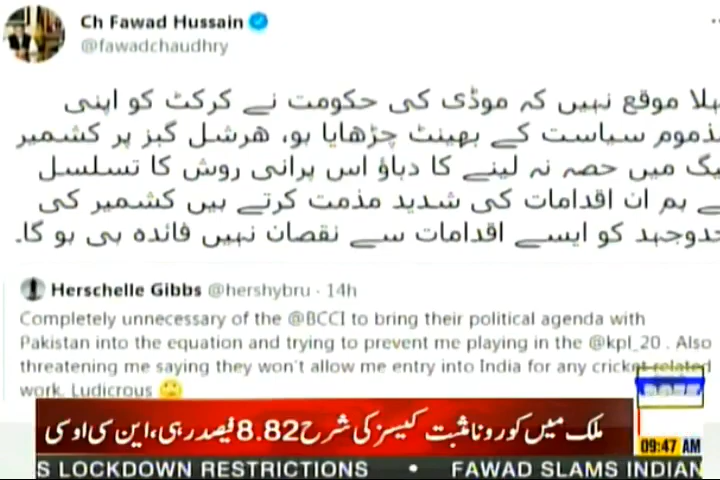 Ch Fawad Hussain
@fawadchaudhry
پہلا موقع نہیں کہ موڈی کی حکومت نے کرکٹ کو اپنی
مذموم سیاست کے بھینٹ چڑھایا ہو، ھرشل گبز پر کشمیر
لیگ میں حصہ نہ لینے کا دباؤ اس پرانی روش کا تسلسل
ہے ہم ان اقدامات کی شدید مذمت کرتے ہیں کشمیر کی
جدوجہد کو ایسے اقدامات سے نقصان نہیں فائدہ ہی ہو گا۔
Herschelle Gibbs @hershybru · 14h
Completely unnecessary of the @BCCI to bring their political agenda with
Pakistan into the equation and trying to prevent me playing in the @kpl_20 . Also
threatening me saying they won't allow me entry into India for any cricket related
work. Ludicrous
ملک میں کورونا مثبت کیسز کی شرح 8.82 فیصد رہی، این سی او سی
09:47 AM
S LOCKDOWN RESTRICTIONS • FAWAD SLAMS INDIAN